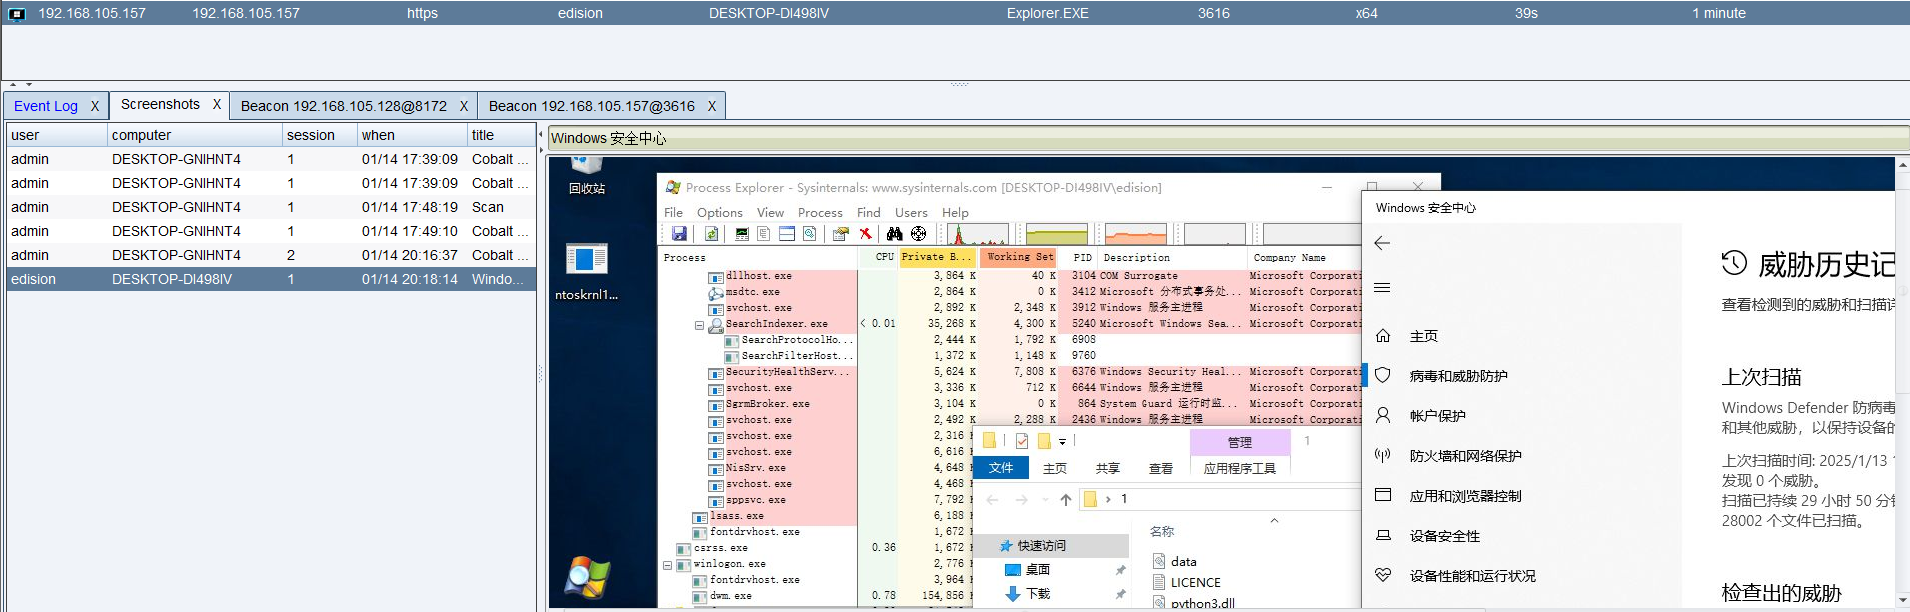 192.168.105.157 192.168.105.157 https edision DESKTOP-DI498IV Explorer.EXE 3616 x64 39s 1 minute
Event Log X Screenshots X Beacon 192.168.105.128@8172 X Beacon 192.168.105.157@3616 X
user computer session when title
admin DESKTOP-GNIHNT4 1 01/14 17:39:09 Cobalt ...
admin DESKTOP-GNIHNT4 1 01/14 17:39:09 Cobalt ...
admin DESKTOP-GNIHNT4 1 01/14 17:48:19 Scan
admin DESKTOP-GNIHNT4 1 01/14 17:49:10 Cobalt ...
admin DESKTOP-GNIHNT4 2 01/14 20:16:37 Cobalt ...
edision DESKTOP-DI498IV 1 01/14 20:18:14 Windo...
Windows 安全中心
回收站
ntoskrnl1...
Process Explorer - Sysinternals: www.sysinternals.com [DESKTOP-DI498IV\edision]
File Options View Process Find Users Help
Process CPU Private B... Working Set PID Description Company Name
dllhost.exe 3,864 K 40 K 3104 COM Surrogate Microsoft Corporati
msdtc.exe 2,864 K 0 K 3412 Microsoft 分布式事务处... Microsoft Corporati
svchost.exe 2,892 K 2,348 K 3912 Windows 服务主进程 Microsoft Corporati
SearchIndexer.exe < 0.01 35,268 K 4,300 K 5240 Microsoft Windows Sea... Microsoft Corporati
SearchProtocolHo... 2,444 K 1,792 K 6908
SearchFilterHost... 1,372 K 1,148 K 9760
SecurityHealthServ... 5,624 K 7,808 K 6376 Windows Security Heal... Microsoft Corporati
svchost.exe 3,336 K 712 K 6644 Windows 服务主进程 Microsoft Corporati
SgrmBroker.exe 3,104 K 0 K 864 System Guard 运行时监... Microsoft Corporati
svchost.exe 2,492 K 2,288 K 2436 Windows 服务主进程 Microsoft Corporati
svchost.exe 2,316
svchost.exe 6,616
NisSrv.exe 4,648
svchost.exe 4,468
sppsvc.exe 7,792
lsass.exe 6,188
fontdrvhost.exe 1,672
csrss.exe 0.36 1,672
winlogon.exe 2,776
fontdrvhost.exe 3,964
dwm.exe 0.78 154,856
管理 1
文件 主页 共享 查看 应用程序工具
1
名称
快速访问
桌面
下载
data
LICENCE
python3.dll
Windows 安全中心
主页
病毒和威胁防护
帐户保护
防火墙和网络保护
应用和浏览器控制
设备安全性
设备性能和运行状况
威胁历史记
查看检测到的威胁和扫描详
上次扫描
Windows Defender 防病毒
和其他威胁，以保持设备的
上次扫描时间: 2025/1/13
发现 0 个威胁。
扫描已持续 29 小时 50 分钟
28002 个文件已扫描。
检查出的威胁